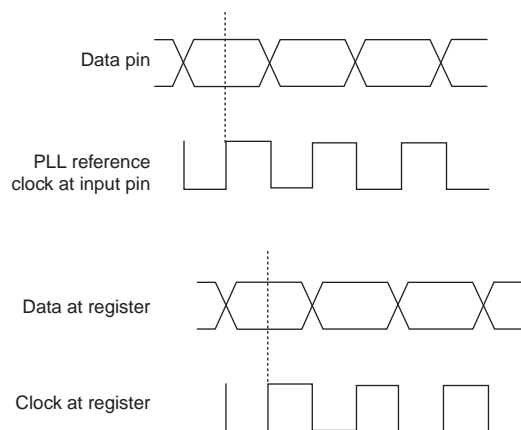 Data pin
PLL reference
clock at input pin
Data at register
Clock at register